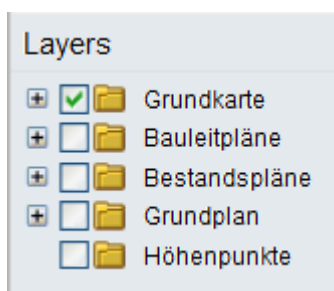 Layers
Grundkarte
Bauleitpläne
Bestandspläne
Grundplan
Höhenpunkte